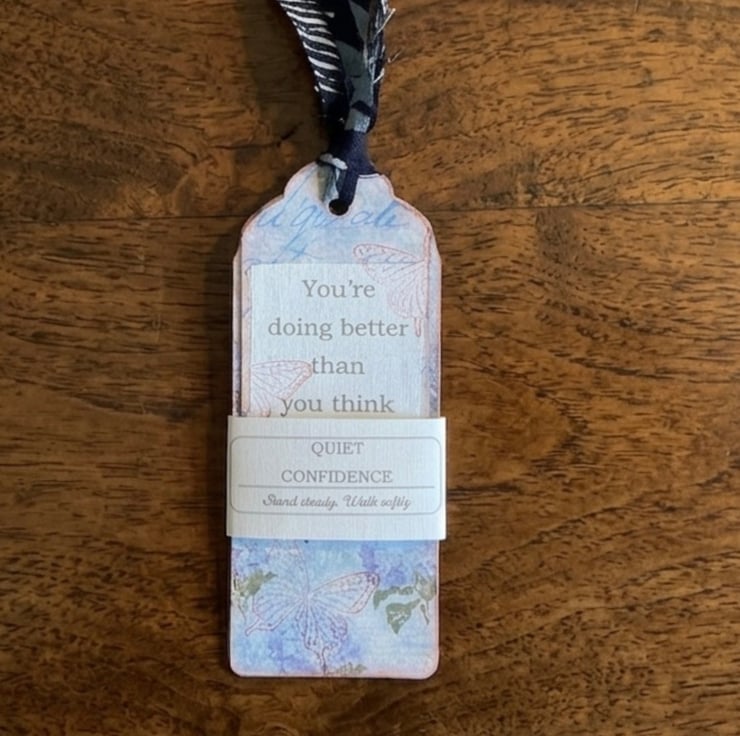 You're
doing better
than
you think
QUIET
CONFIDENCE
Stand steady. Walk softly